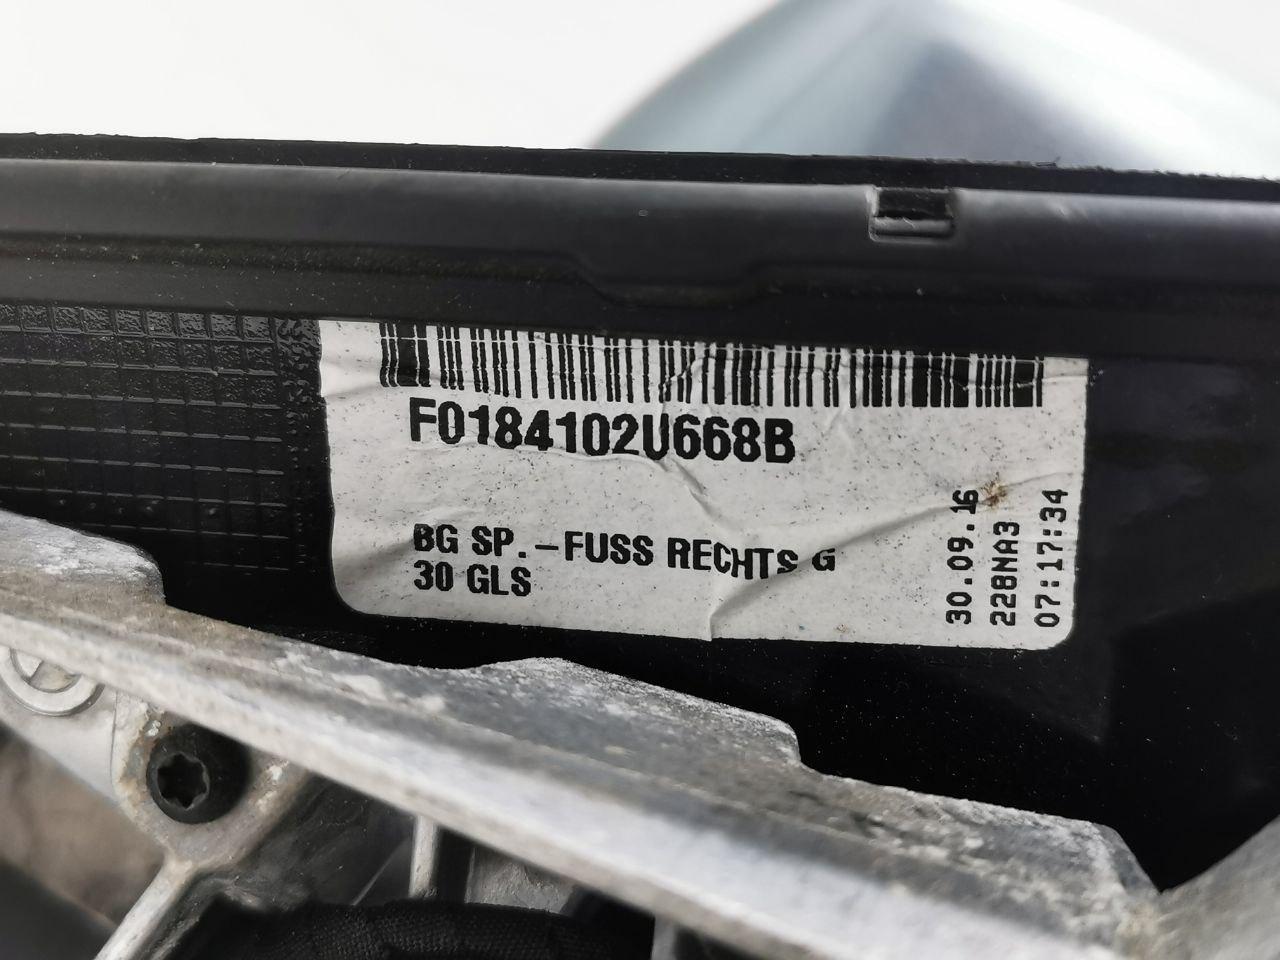 F0184102U668B
BG SP.-FUSS RECHTS G
30 GLS
30.09.16
228NA3
07:17:34